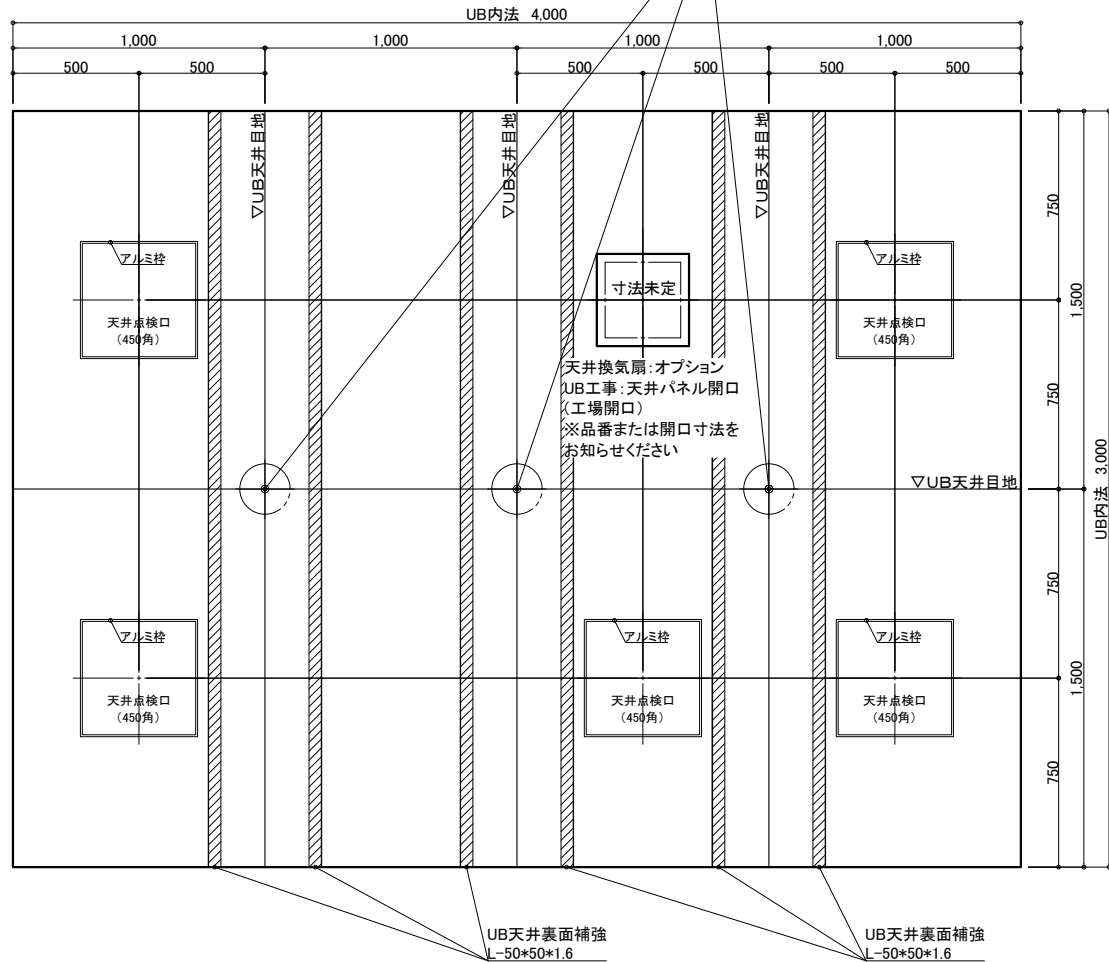 UB内法 4,000
1,000
1,000
1,000
1,000
500
500
500
500
500
500
▽UB天井目地
▽UB天井目地
▽UB天井目地
アルミ枠
天井点検口
(450角)
寸法未定
天井換気扇:オプション
UB工事:天井パネル開口
(工場開口)
※品番または開口寸法を
お知らせください
アルミ枠
天井点検口
(450角)
750
1,500
750
▽UB天井目地
UB内法 3,000
アルミ枠
天井点検口
(450角)
アルミ枠
天井点検口
(450角)
アルミ枠
天井点検口
(450角)
750
1,500
750
UB天井裏面補強
L-50*50*1.6
UB天井裏面補強
L-50*50*1.6